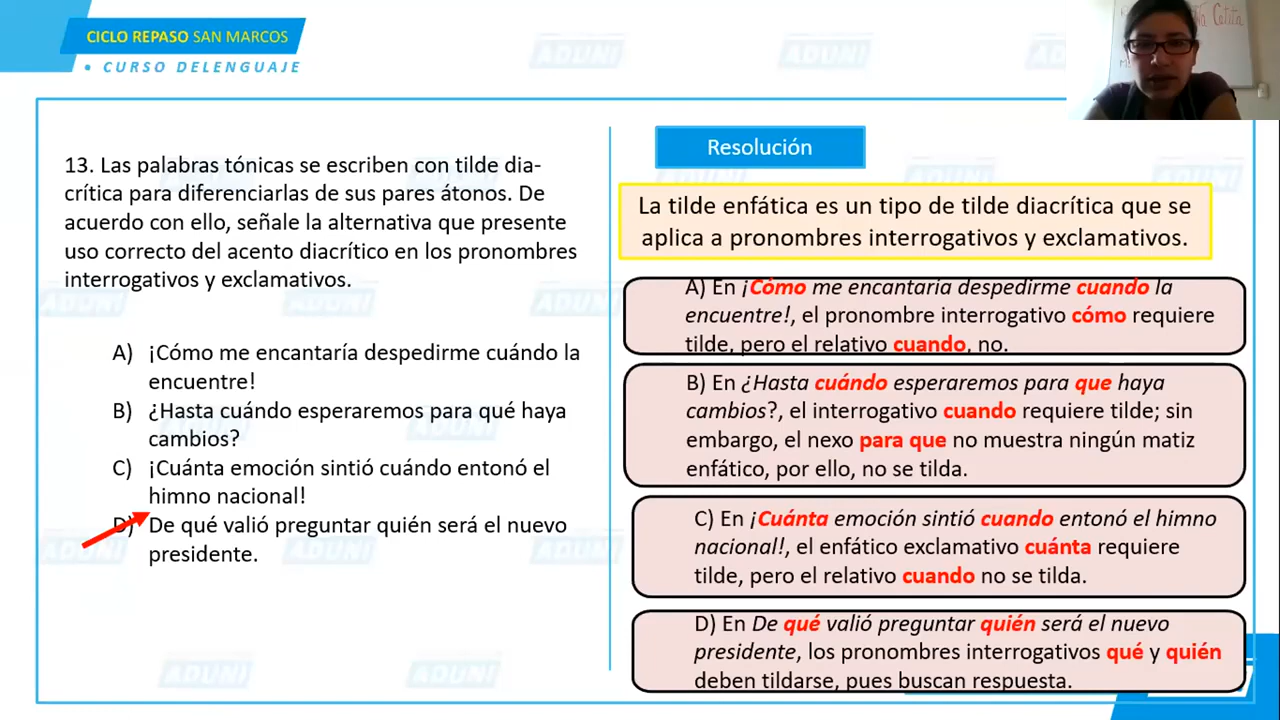 CICLO REPASO SAN MARCOS
• CURSO DELENGUAJE
13. Las palabras tónicas se escriben con tilde dia-
crítica para diferenciarlas de sus pares átonos. De
acuerdo con ello, señale la alternativa que presente
uso correcto del acento diacrítico en los pronombres
interrogativos y exclamativos.
A) ¡Cómo me encantaría despedirme cuándo la
encuentre!
B) ¿Hasta cuándo esperaremos para qué haya
cambios?
C) ¡Cuánta emoción sintió cuándo entonó el
himno nacional!
D) De qué valió preguntar quién será el nuevo
presidente.
Resolución
La tilde enfática es un tipo de tilde diacrítica que se
aplica a pronombres interrogativos y exclamativos.
A) En ¡Cómo me encantaría despedirme cuando la
encuentre!, el pronombre interrogativo cómo requiere
tilde, pero el relativo cuando, no.
B) En ¿Hasta cuándo esperaremos para que haya
cambios?, el interrogativo cuando requiere tilde; sin
embargo, el nexo para que no muestra ningún matiz
enfático, por ello, no se tilda.
C) En ¡Cuánta emoción sintió cuando entonó el himno
nacional!, el enfático exclamativo cuánta requiere
tilde, pero el relativo cuando no se tilda.
D) En De qué valió preguntar quién será el nuevo
presidente, los pronombres interrogativos qué y quién
deben tildarse, pues buscan respuesta.
ADUNI